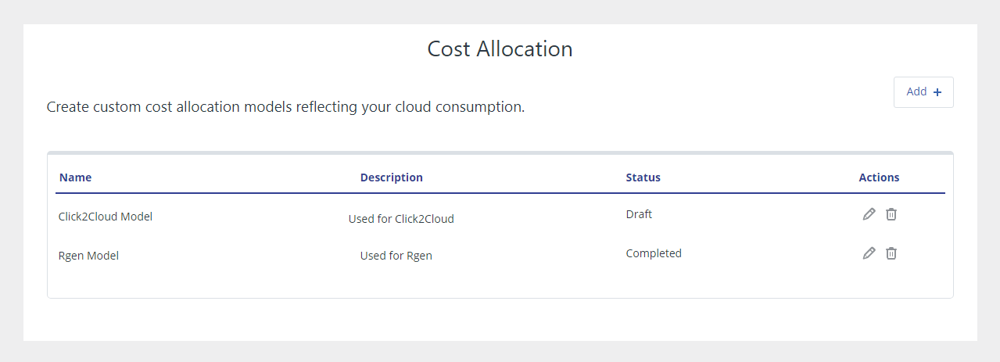 Cost Allocation
Add +
Create custom cost allocation models reflecting your cloud consumption.
Name Description Status Actions
Click2Cloud Model Used for Click2Cloud Draft
Rgen Model Used for Rgen Completed